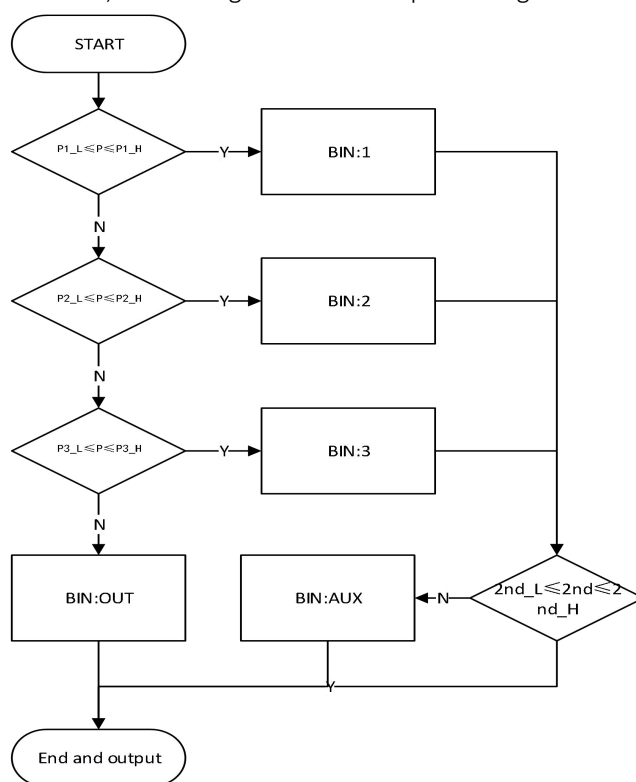 START
P1_L≤P≤P1_H
Y
BIN:1
N
P2_L≤P≤P2_H
Y
BIN:2
N
P3_L≤P≤P3_H
Y
BIN:3
N
BIN:OUT
BIN:AUX
N
2nd_L≤2nd≤2
nd_H
Y
End and output